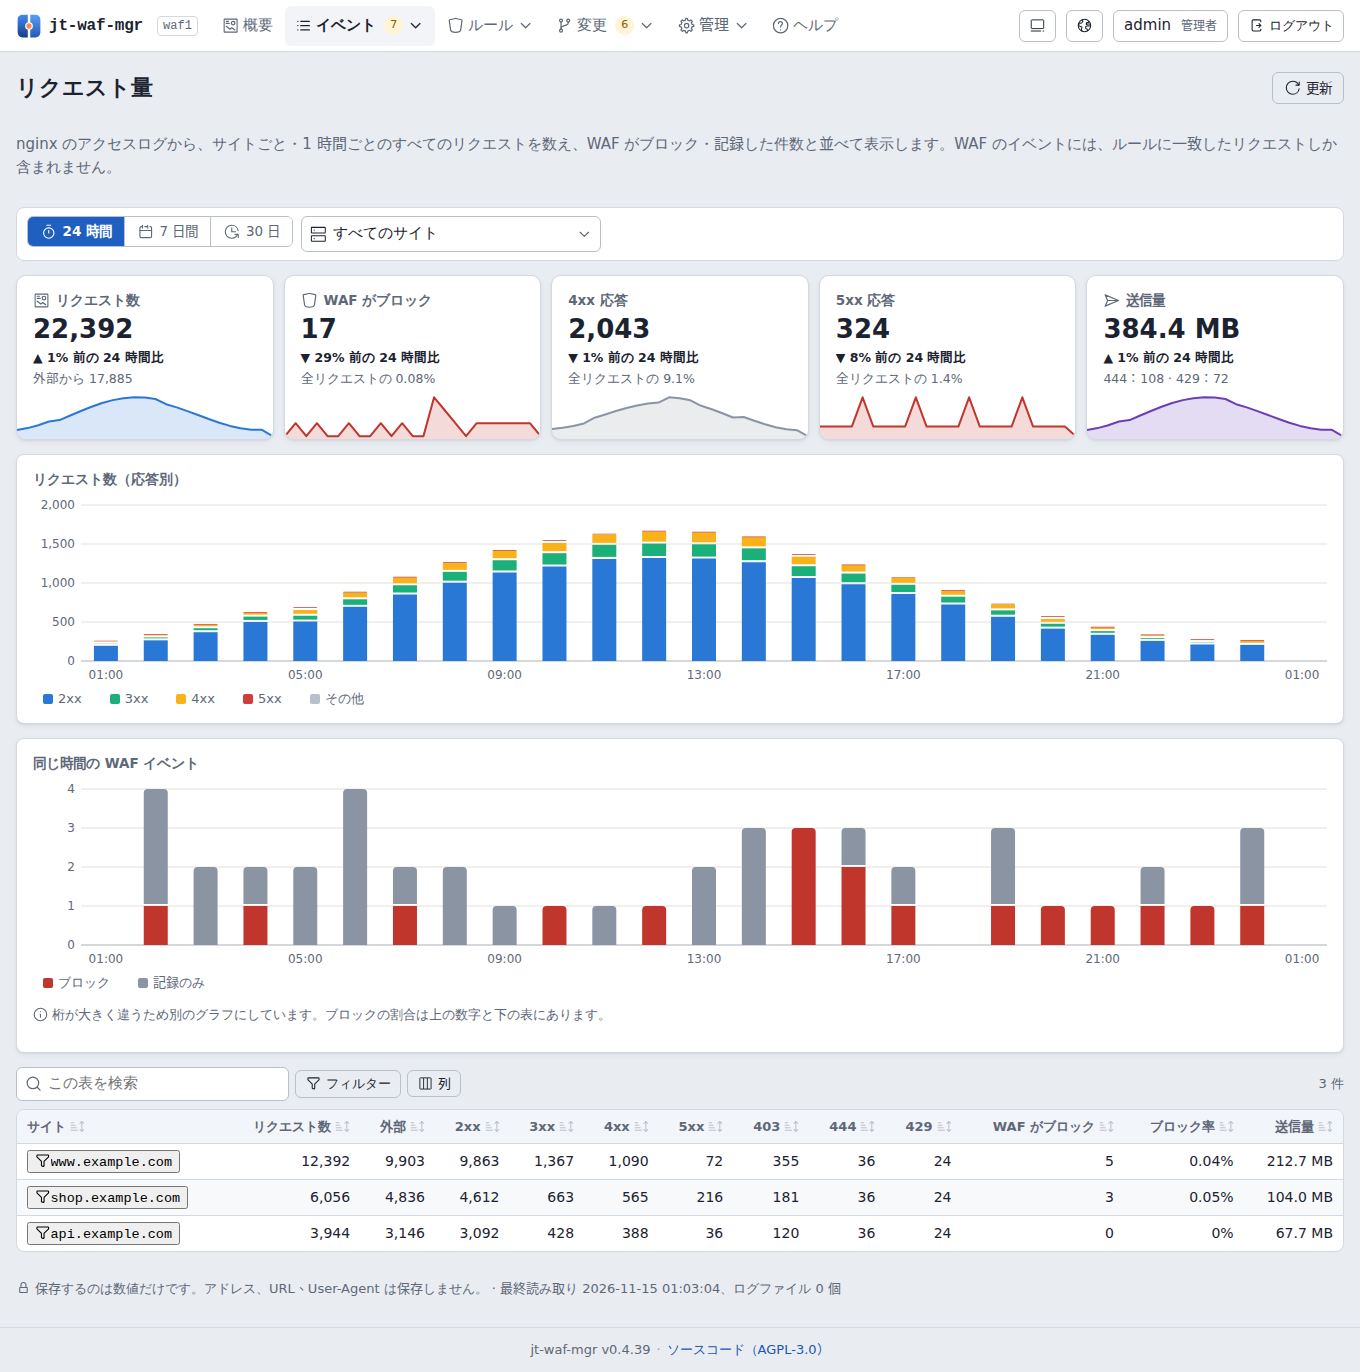 jt-waf-mgr waf1 概要 イベント 7 ルール 変更 6 管理 ヘルプ admin 管理者 ログアウト
リクエスト量 更新
nginx のアクセスログから、サイトごと・1 時間ごとのすべてのリクエストを数え、WAF がブロック・記録した件数と並べて表示します。WAF のイベントには、ルールに一致したリクエストしか
含まれません。
24 時間 7 日間 30 日 すべてのサイト
リクエスト数 WAF がブロック 4xx 応答 5xx 応答 送信量
22,392 17 2,043 324 384.4 MB
▲ 1% 前の 24 時間比 ▼ 29% 前の 24 時間比 ▼ 1% 前の 24 時間比 ▼ 8% 前の 24 時間比 ▲ 1% 前の 24 時間比
外部から 17,885 全リクエストの 0.08% 全リクエストの 9.1% 全リクエストの 1.4% 444：108 · 429：72
リクエスト数（応答別）
2,000
1,500
1,000
500
0
01:00 05:00 09:00 13:00 17:00 21:00 01:00
2xx 3xx 4xx 5xx その他
同じ時間の WAF イベント
4
3
2
1
0
01:00 05:00 09:00 13:00 17:00 21:00 01:00
ブロック 記録のみ
桁が大きく違うため別のグラフにしています。ブロックの割合は上の数字と下の表にあります。
この表を検索 フィルター 列 3 件
サイト リクエスト数 外部 2xx 3xx 4xx 5xx 403 444 429 WAF がブロック ブロック率 送信量
www.example.com 12,392 9,903 9,863 1,367 1,090 72 355 36 24 5 0.04% 212.7 MB
shop.example.com 6,056 4,836 4,612 663 565 216 181 36 24 3 0.05% 104.0 MB
api.example.com 3,944 3,146 3,092 428 388 36 120 36 24 0 0% 67.7 MB
保存するのは数値だけです。アドレス、URL、User-Agent は保存しません。 · 最終読み取り 2026-11-15 01:03:04、ログファイル 0 個
jt-waf-mgr v0.4.39 · ソースコード（AGPL-3.0）